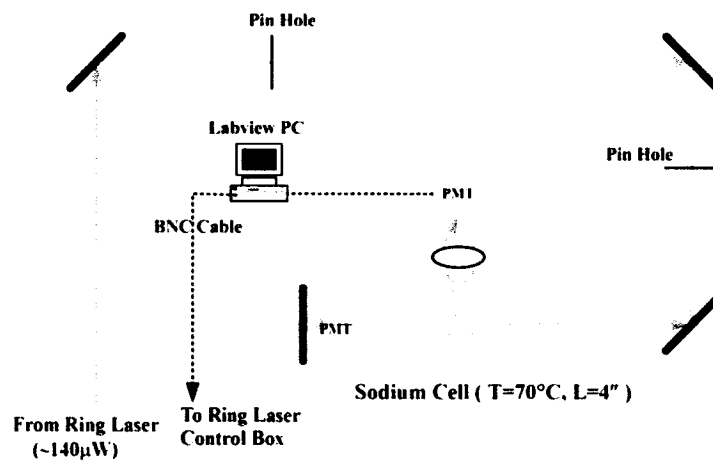 Pin Hole
Labview PC
Pin Hole
PMT
BNC Cable
PMT
Sodium Cell ( T=70°C, L=4″ )
From Ring Laser
(~140μW)
To Ring Laser
Control Box